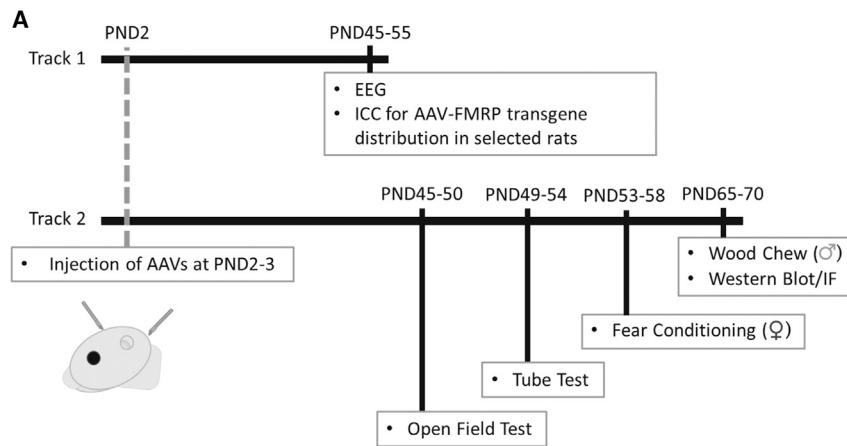 A
PND2
PND45-55
Track 1
• EEG
• ICC for AAV-FMRP transgene
distribution in selected rats
PND45-50
PND49-54
PND53-58
PND65-70
Track 2
• Injection of AAVs at PND2-3
• Wood Chew (♂)
• Western Blot/IF
• Fear Conditioning (♀)
• Tube Test
• Open Field Test